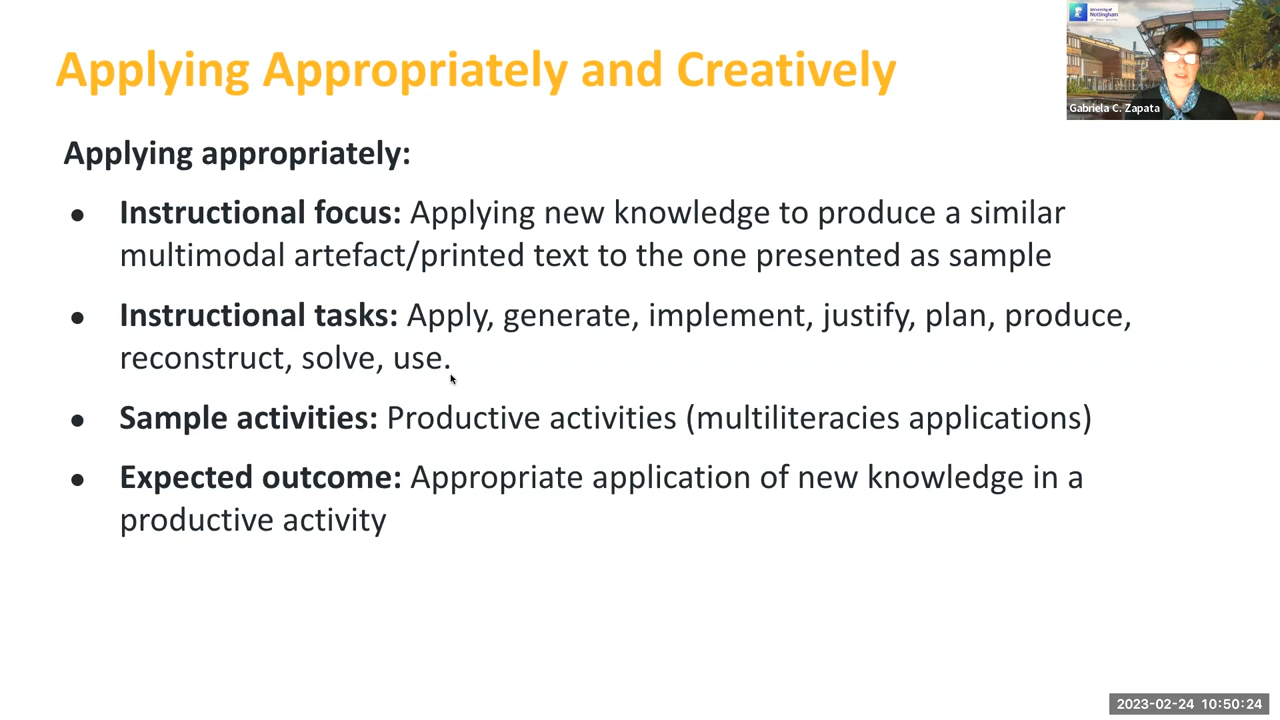 Applying Appropriately and Creatively
University of
Nottingham
Gabriela C. Zapata
Applying appropriately:
● Instructional focus: Applying new knowledge to produce a similar
multimodal artefact/printed text to the one presented as sample
● Instructional tasks: Apply, generate, implement, justify, plan, produce,
reconstruct, solve, use.
● Sample activities: Productive activities (multiliteracies applications)
● Expected outcome: Appropriate application of new knowledge in a
productive activity
2023-02-24 10:50:24